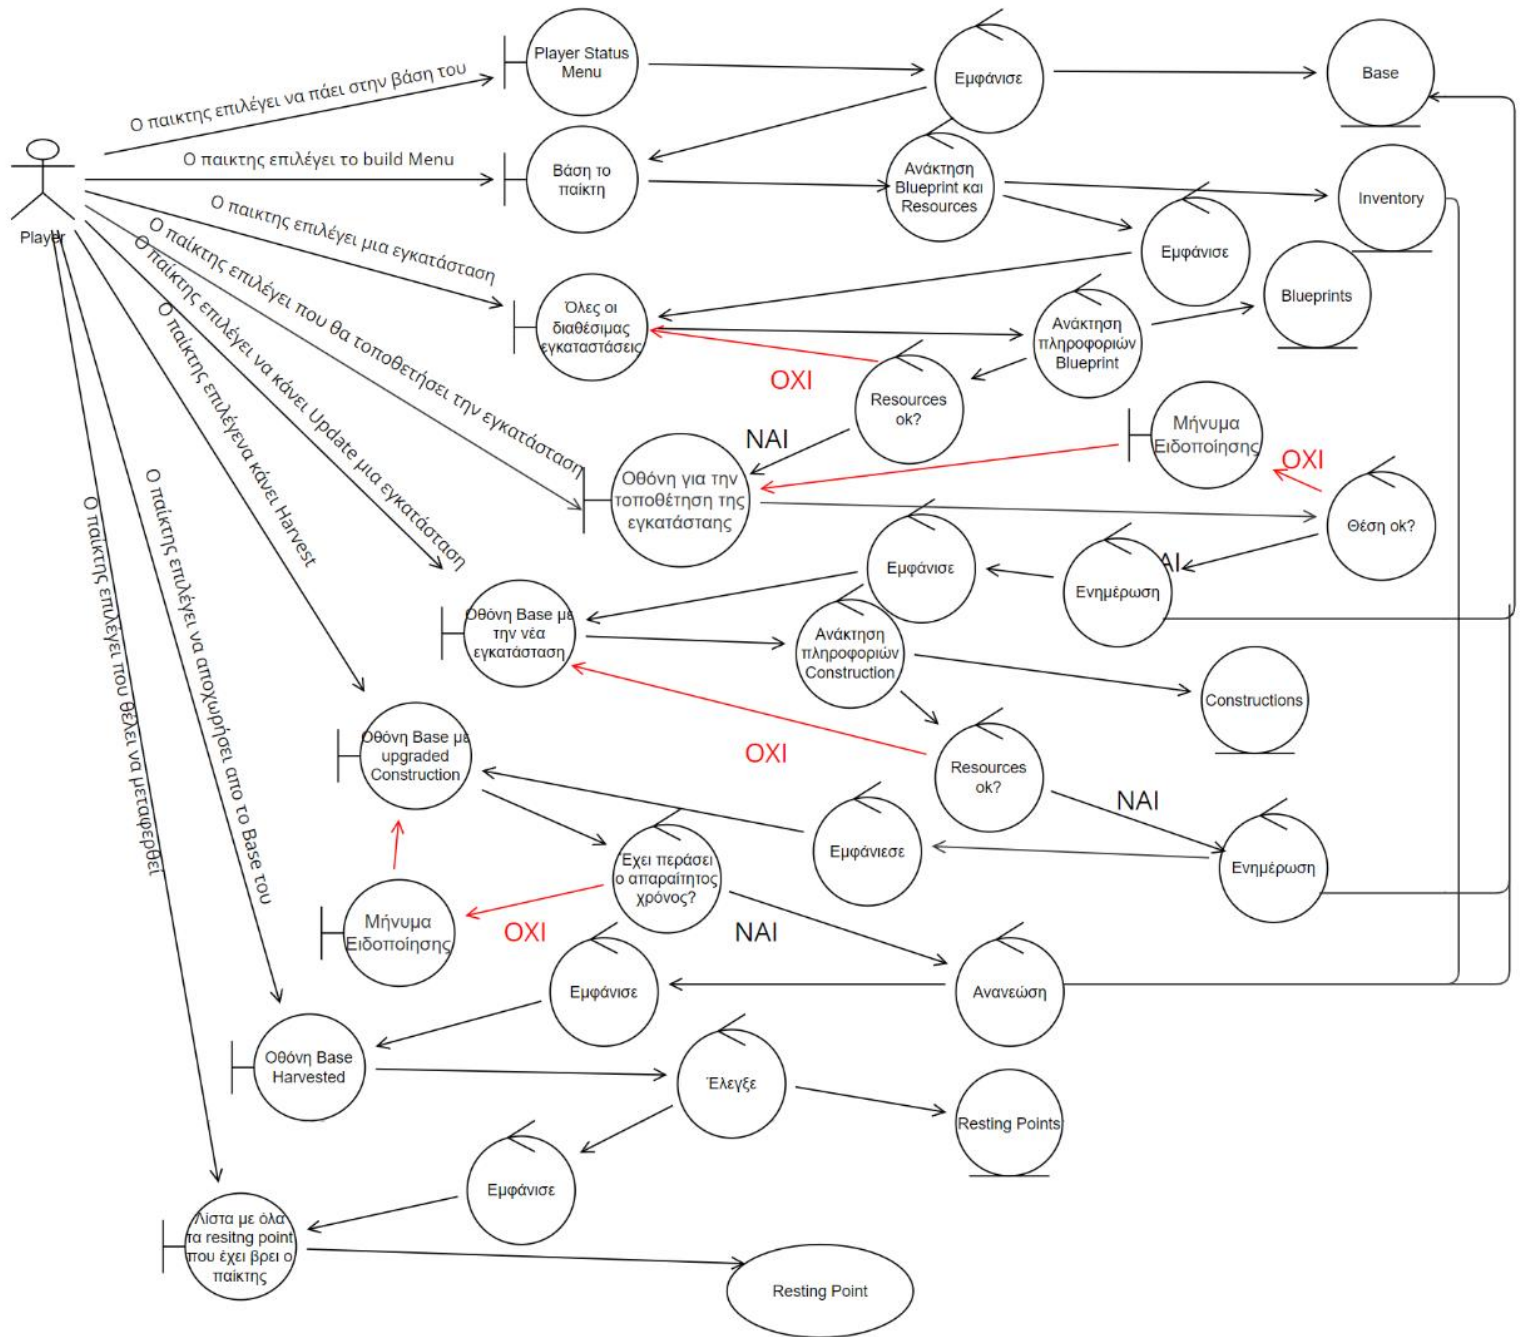 Player Status
Menu
Εμφάνισε
Base
Ο παικτης επιλέγει να πάει στην βάση του
Player
Ο παικτης επιλέγει το build Menu
Βάση το
παίκτη
Ανάκτηση
Blueprint και
Resources
Inventory
Εμφάνισε
Ο παικτης επιλέγει μια εγκατάσταση
Όλες οι
διαθέσιμας
εγκαταστάσεις
Ανάκτηση
πληροφοριών
Blueprint
Blueprints
ΟΧΙ
Resources
ok?
ΝΑΙ
Μήνυμα
Ειδοποίησης
ΟΧΙ
Ο παίκτης επιλέγει που θα τοποθετήσει την εγκατάσταση
Οθόνη για την
τοποθέτηση της
εγκατάστaης
Θέση ok?
ΑΙ
Ενημέρωση
Εμφάνισε
Ο παίκτης επιλέγει να κάνει Update μια εγκατάσταση
Οθόνη Base με
την νέα
εγκατάσταση
Ανάκτηση
πληροφοριών
Construction
Constructions
ΟΧΙ
Resources
ok?
ΝΑΙ
Ενημέρωση
Εμφάνιεσε
Ο παίκτης επιλέγενα κάνει Harvest
Οθόνη Base με
upgraded
Construction
Έχει περάσει
ο απαραίτητος
χρόνος?
ΟΧΙ
Μήνυμα
Ειδοποίησης
ΝΑΙ
Ανανεώση
Εμφάνισε
Ο παίκτης επιλέγει να αποχωρήσει απο το Base του
Οθόνη Base
Harvested
Έλεγξε
Resting Points
Εμφάνισε
Ο παίκτης επιλέγει που θέλει να μεταφερθεί
Λίστα με όλα
τα resitng point
που έχει βρει ο
παίκτης
Resting Point